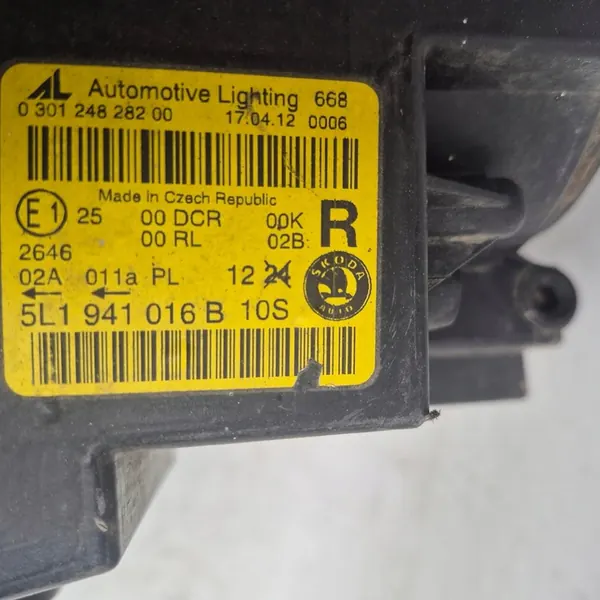 AL Automotive Lighting 668
0 301 248 282 00 17.04.12 0006
Made in Czech Republic
E1 25 00 DCR 00K R
00 RL 02B
2646
02A 011a PL 12 24
SKODA
AUTO
5L1 941 016 B 10S